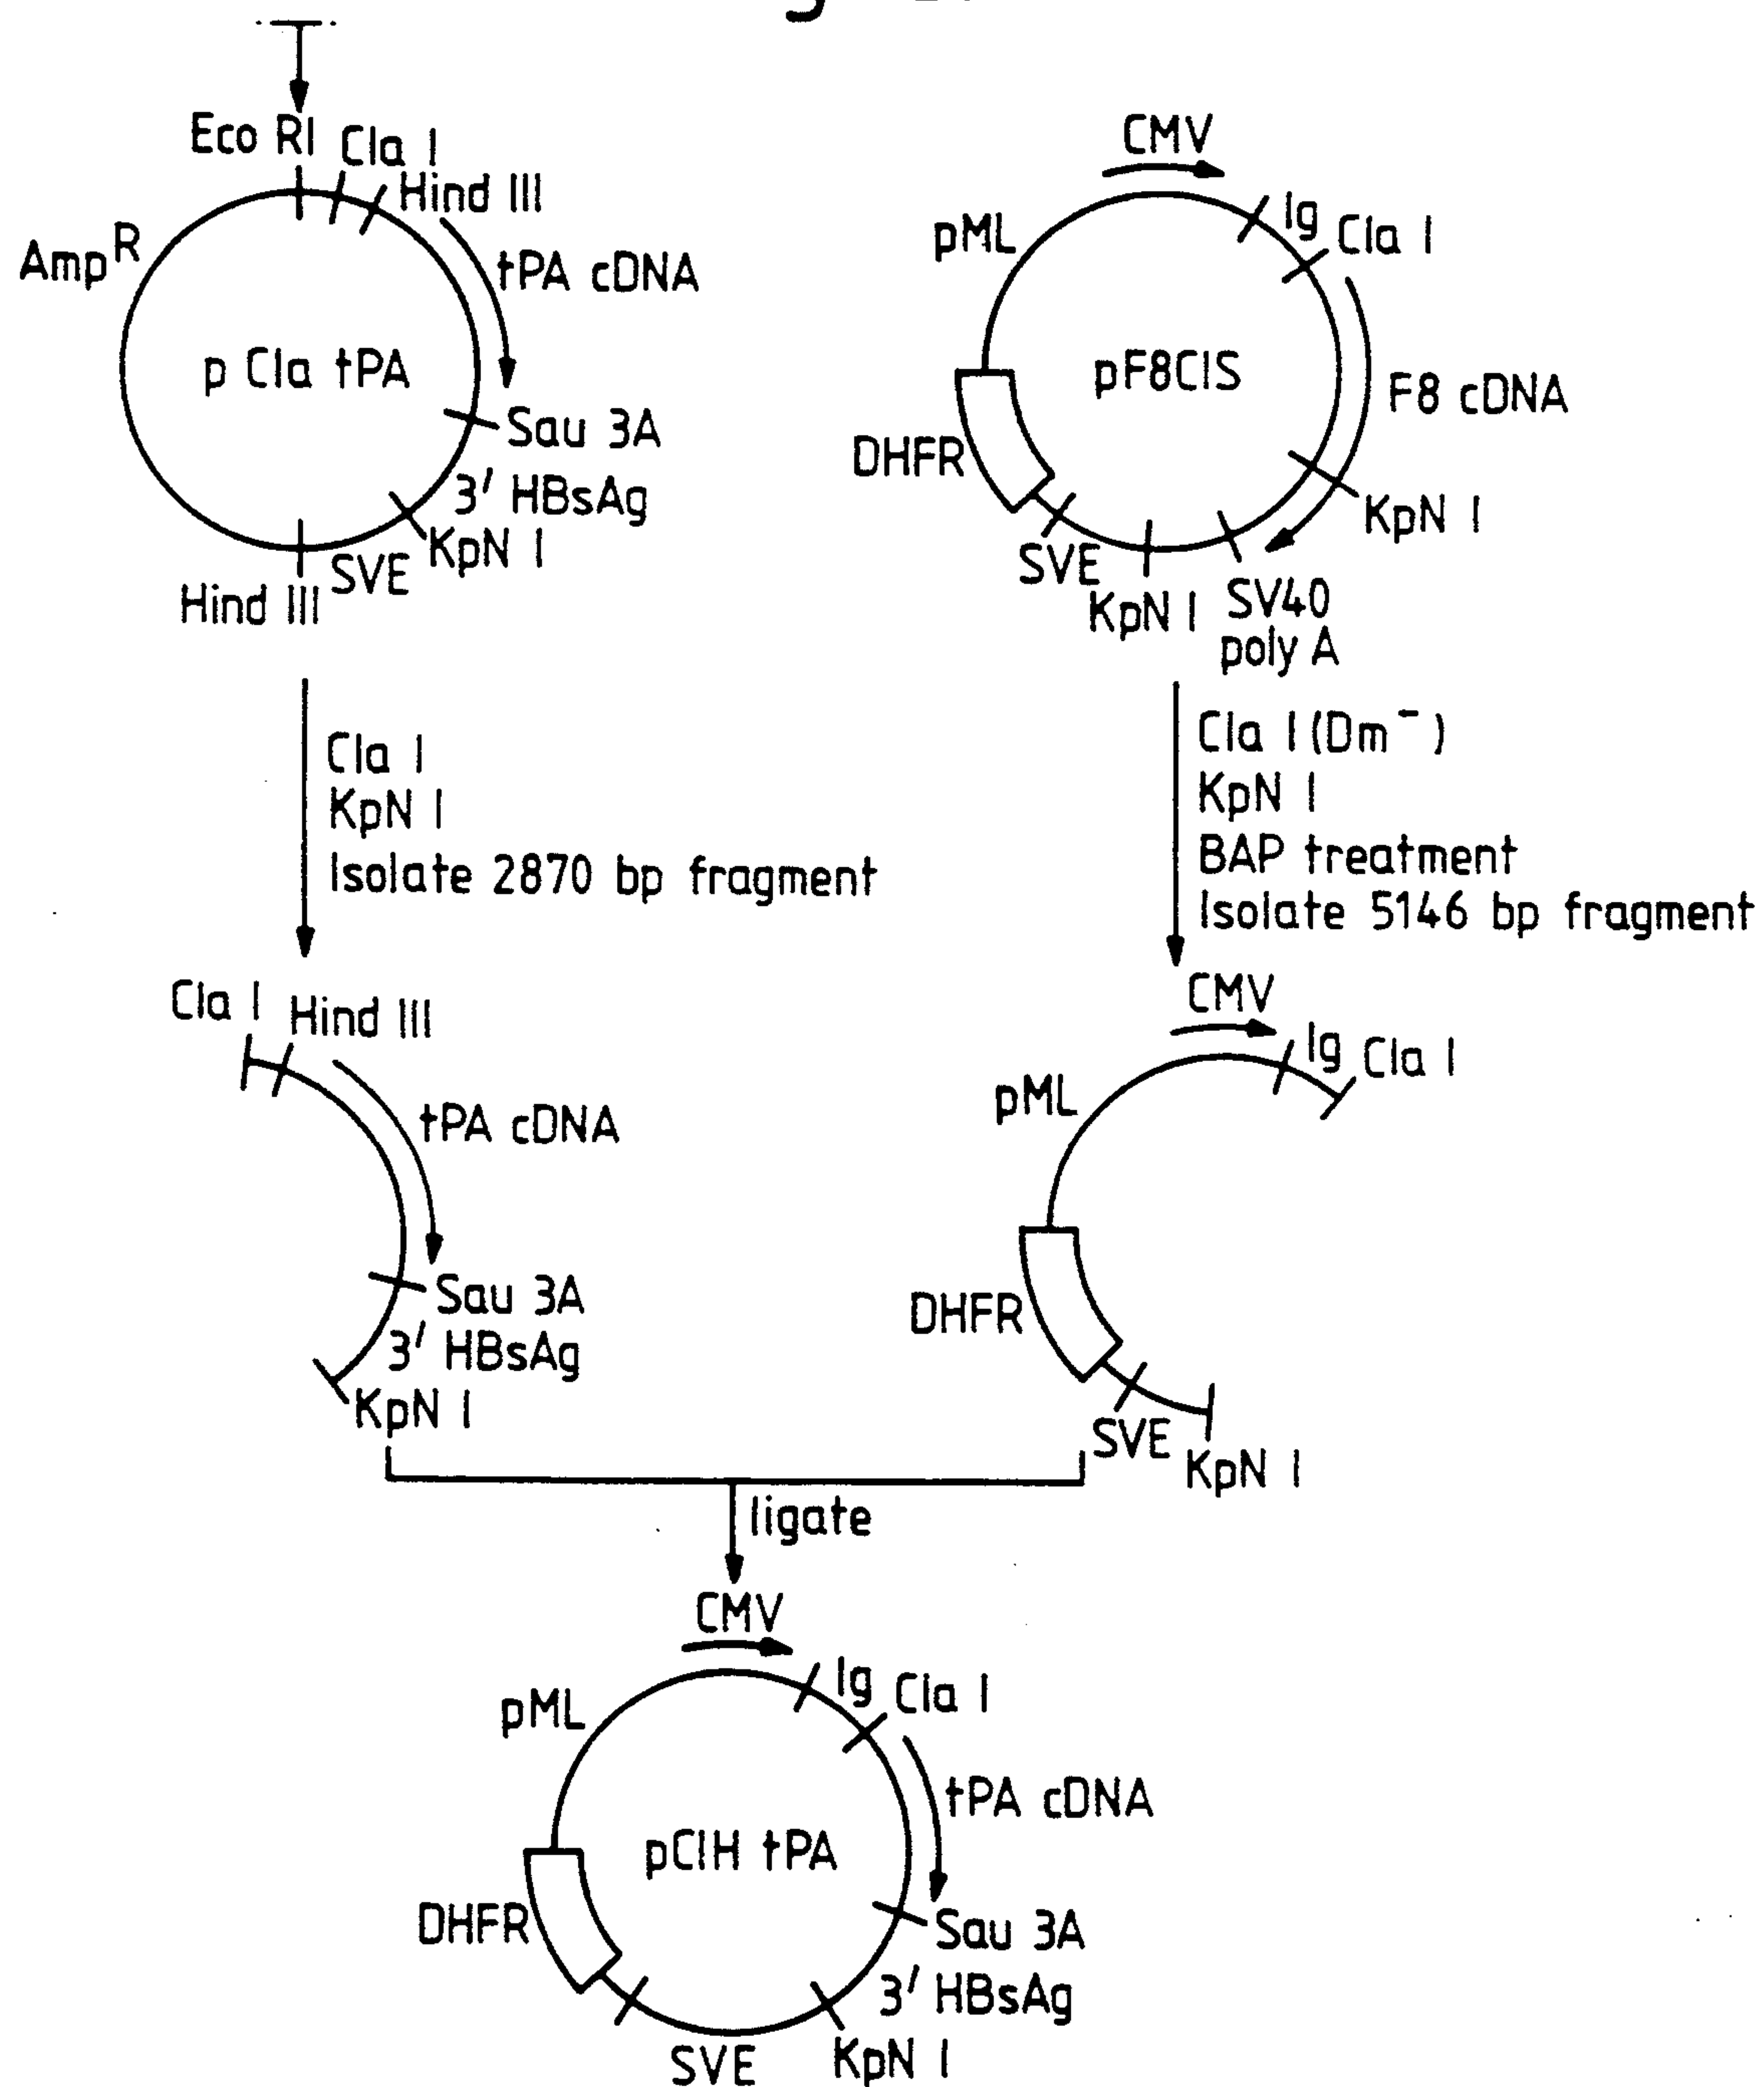 Eco RI
Cla I
Hind III
Amp R
tPA cDNA
p Cla tPA
Sau 3A
3' HBsAg
KpN I
SVE
Hind III
CMV
Ig
Cla I
pML
pF8CIS
F8 cDNA
DHFR
KpN I
SVE
KpN I
SV40
poly A
Cla I
KpN I
Isolate 2870 bp fragment
Cla I (Dm⁻)
KpN I
BAP treatment
Isolate 5146 bp fragment
Cla I
Hind III
tPA cDNA
Sau 3A
3' HBsAg
KpN I
CMV
Ig
Cla I
pML
DHFR
SVE
KpN I
ligate
CMV
Ig
Cla I
pML
tPA cDNA
pCIH tPA
DHFR
Sau 3A
3' HBsAg
KpN I
SVE